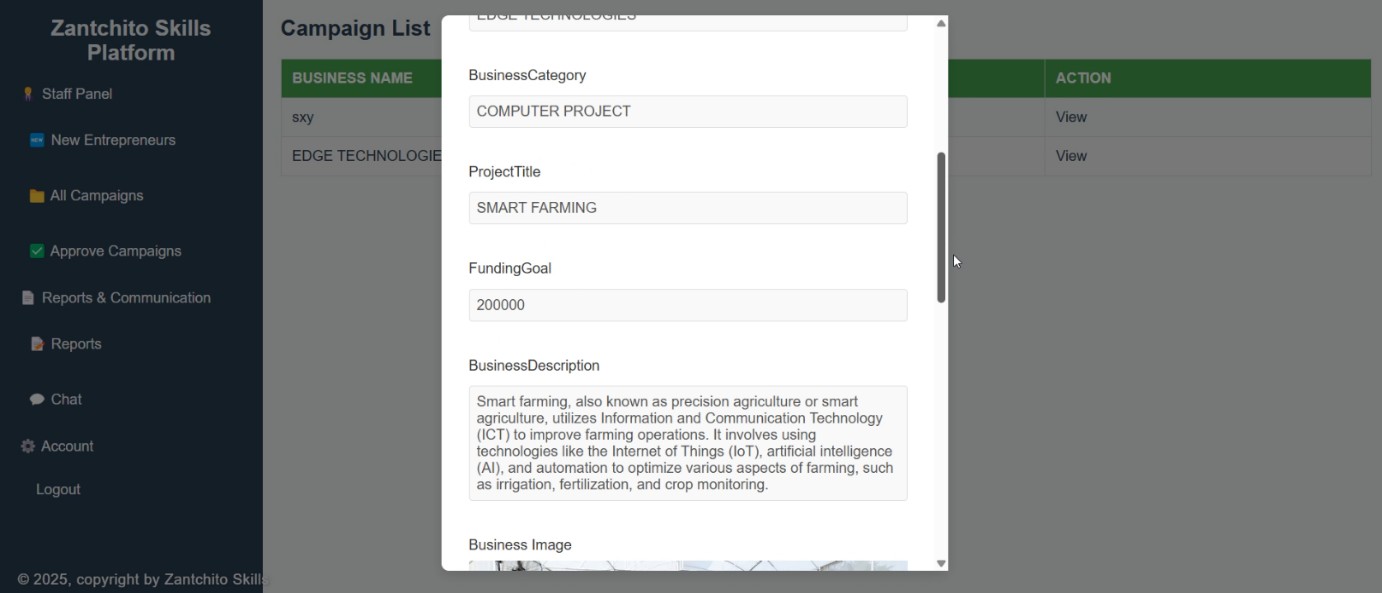 Zantchito Skills
Platform
Staff Panel
New Entrepreneurs
All Campaigns
Approve Campaigns
Reports & Communication
Reports
Chat
Account
Logout
© 2025, copyright by Zantchito Skills
Campaign List
BUSINESS NAME
ACTION
sxy
View
EDGE TECHNOLOGIE
View
EDGE TECHNOLOGIES
BusinessCategory
COMPUTER PROJECT
ProjectTitle
SMART FARMING
FundingGoal
200000
BusinessDescription
Smart farming, also known as precision agriculture or smart
agriculture, utilizes Information and Communication Technology
(ICT) to improve farming operations. It involves using
technologies like the Internet of Things (IoT), artificial intelligence
(AI), and automation to optimize various aspects of farming, such
as irrigation, fertilization, and crop monitoring.
Business Image